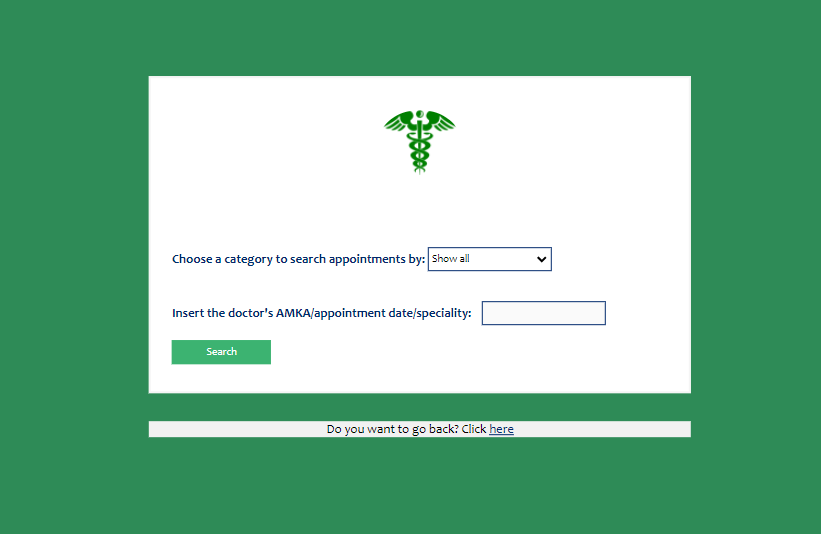 Choose a category to search appointments by: Show all
Insert the doctor's AMKA/appointment date/speciality:
Search
Do you want to go back? Click here